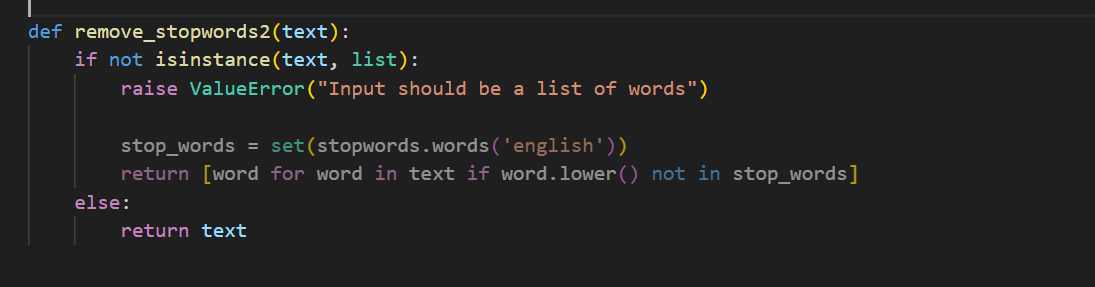 def remove_stopwords2(text):
    if not isinstance(text, list):
        raise ValueError("Input should be a list of words")

        stop_words = set(stopwords.words('english'))
        return [word for word in text if word.lower() not in stop_words]
    else:
        return text